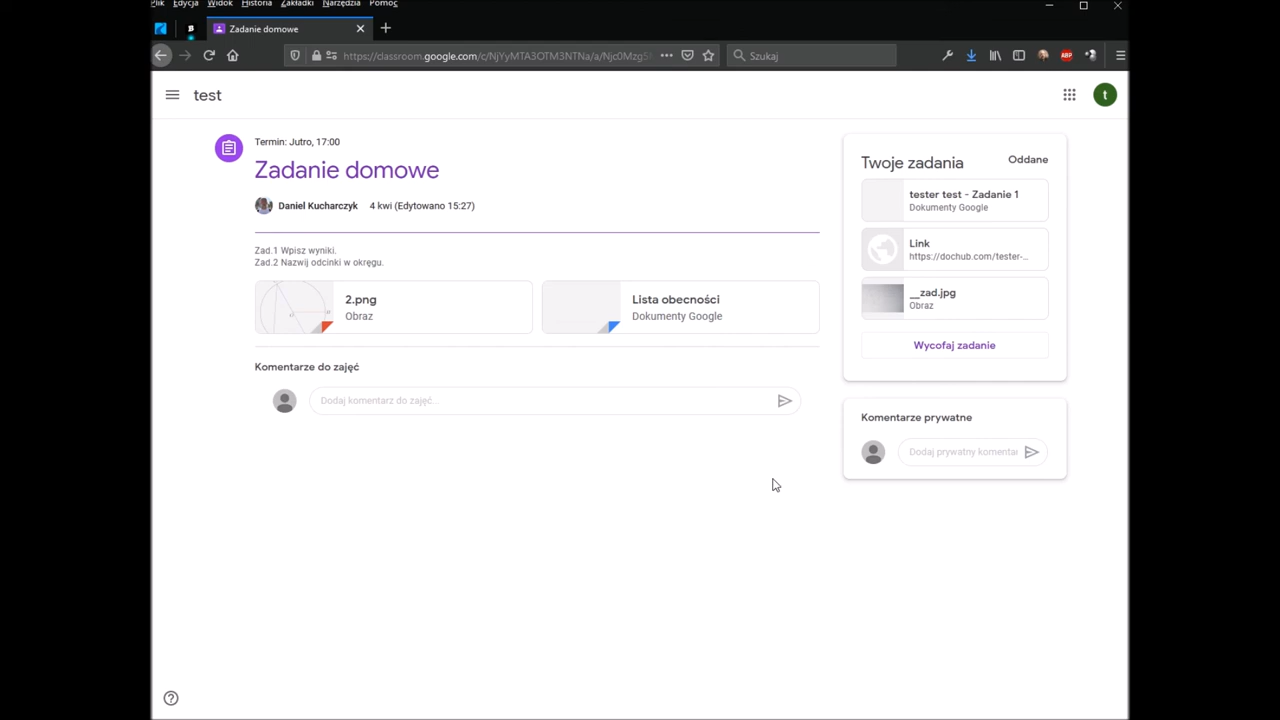 Plik Edycja Widok Historia Zakładki Narzędzia Pomoc
Zadanie domowe
https://classroom.google.com/c/NjYyMTA3OTM3NTNa/a/Njc0Mzg5
Szukaj
test
t
Termin: Jutro, 17:00
Zadanie domowe
Daniel Kucharczyk 4 kwi (Edytowano 15:27)
Zad.1 Wpisz wyniki.
Zad.2 Nazwij odcinki w okręgu.
2.png
Obraz
Lista obecności
Dokumenty Google
Komentarze do zajęć
Dodaj komentarz do zajęć...
Twoje zadania
Oddane
tester test - Zadanie 1
Dokumenty Google
Link
https://dochub.com/tester-...
__zad.jpg
Obraz
Wycofaj zadanie
Komentarze prywatne
Dodaj prywatny komentar